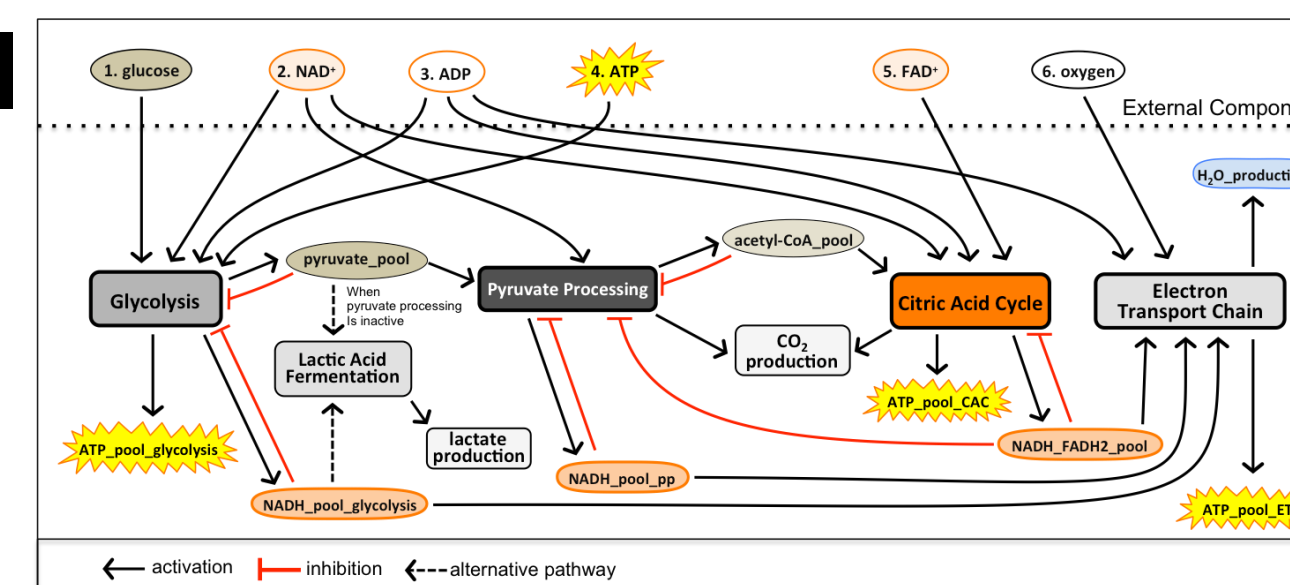 1. glucose
2. NAD⁺
3. ADP
4. ATP
5. FAD⁺
6. oxygen
External Compon
H₂O_producti
pyruvate_pool
acetyl-CoA_pool
Glycolysis
When
pyruvate processing
Is inactive
Pyruvate Processing
Citric Acid Cycle
Electron
Transport Chain
Lactic Acid
Fermentation
CO₂
production
ATP_pool_CAC
ATP_pool_glycolysis
lactate
production
NADH_FADH2_pool
NADH_pool_pp
NADH_pool_glycolysis
ATP_pool_ET
activation
inhibition
alternative pathway